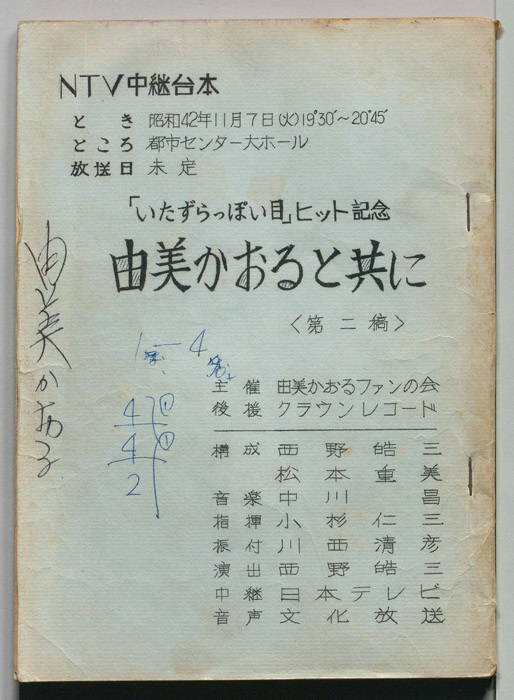 NTV中継台本
とき 昭和42年11月7日(火)19°30′～20°45′
ところ 都市センター大ホール
放送日 未定
「いたずらっぽい目」ヒット記念
由美かおると共に
〈第二稿〉
主催 由美かおるファンの会
後援 クラウンレコード
構成 西野皓三
松本重美
音楽 中川昌
指揮 小杉仁三
振付 川西清彦
演出 西野皓三
中継 日本テレビ
音声 文化放送
由美かおる
1 — 4
4 1
4 1
2